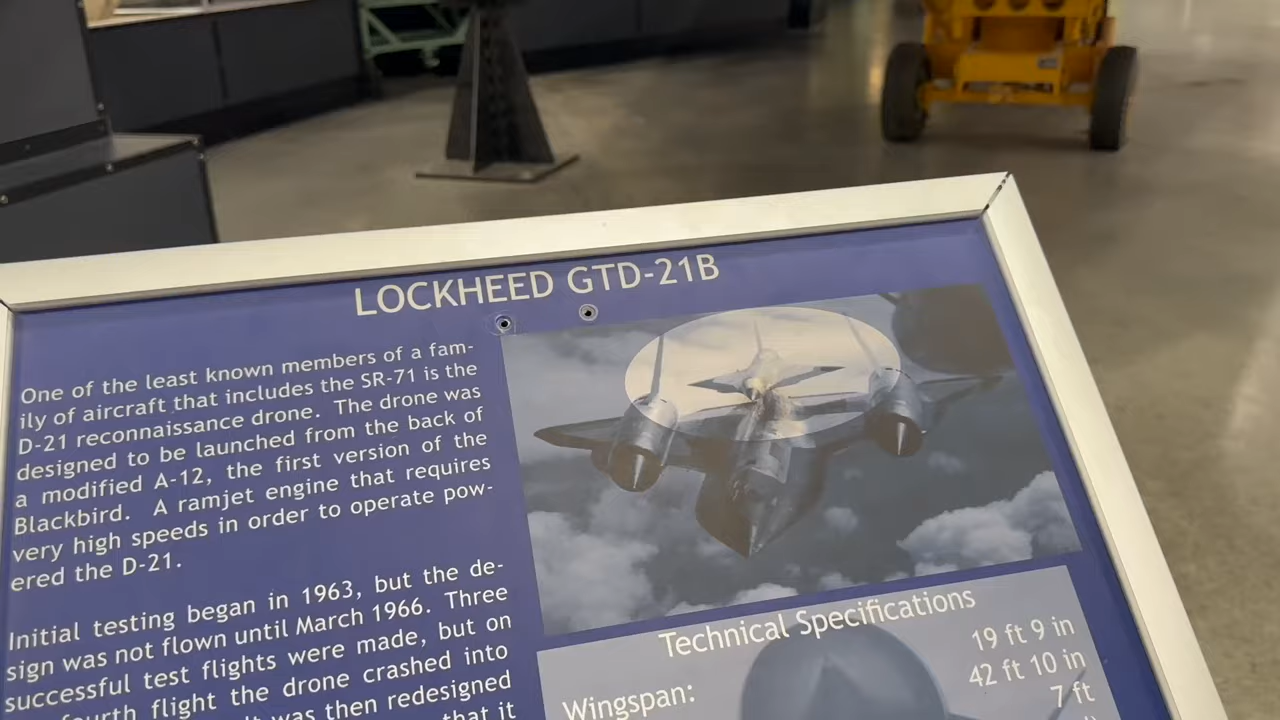 LOCKHEED GTD-21B
One of the least known members of a fam-
ily of aircraft that includes the SR-71 is the
D-21 reconnaissance drone. The drone was
designed to be launched from the back of
a modified A-12, the first version of the
Blackbird. A ramjet engine that requires
very high speeds in order to operate pow-
ered the D-21.
Initial testing began in 1963, but the de-
sign was not flown until March 1966. Three
successful test flights were made, but on
fourth flight the drone crashed into
was then redesigned
that it
Technical Specifications
Wingspan: 19 ft 9 in
42 ft 10 in
7 ft